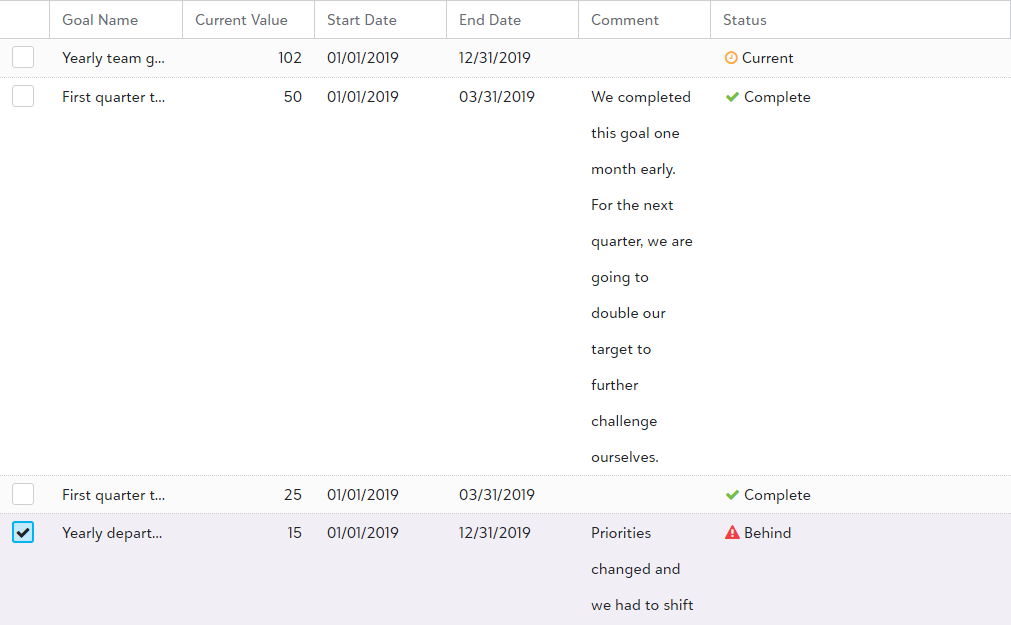 Goal Name Current Value Start Date End Date Comment Status
Yearly team g... 102 01/01/2019 12/31/2019 Current
First quarter t... 50 01/01/2019 03/31/2019 We completed Complete
this goal one
month early.
For the next
quarter, we are
going to
double our
target to
further
challenge
ourselves.
First quarter t... 25 01/01/2019 03/31/2019 Complete
Yearly depart... 15 01/01/2019 12/31/2019 Priorities Behind
changed and
we had to shift